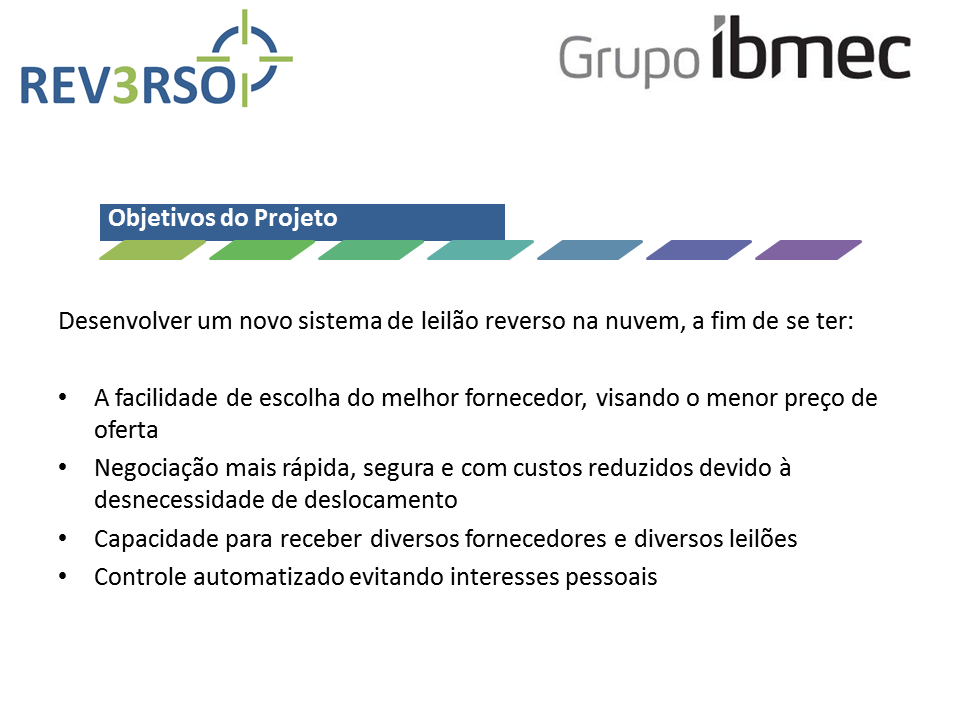 REV3RSO
Grupo ibmec
Objetivos do Projeto
Desenvolver um novo sistema de leilão reverso na nuvem, a fim de se ter:
• A facilidade de escolha do melhor fornecedor, visando o menor preço de
oferta
• Negociação mais rápida, segura e com custos reduzidos devido à
desnecessidade de deslocamento
• Capacidade para receber diversos fornecedores e diversos leilões
• Controle automatizado evitando interesses pessoais